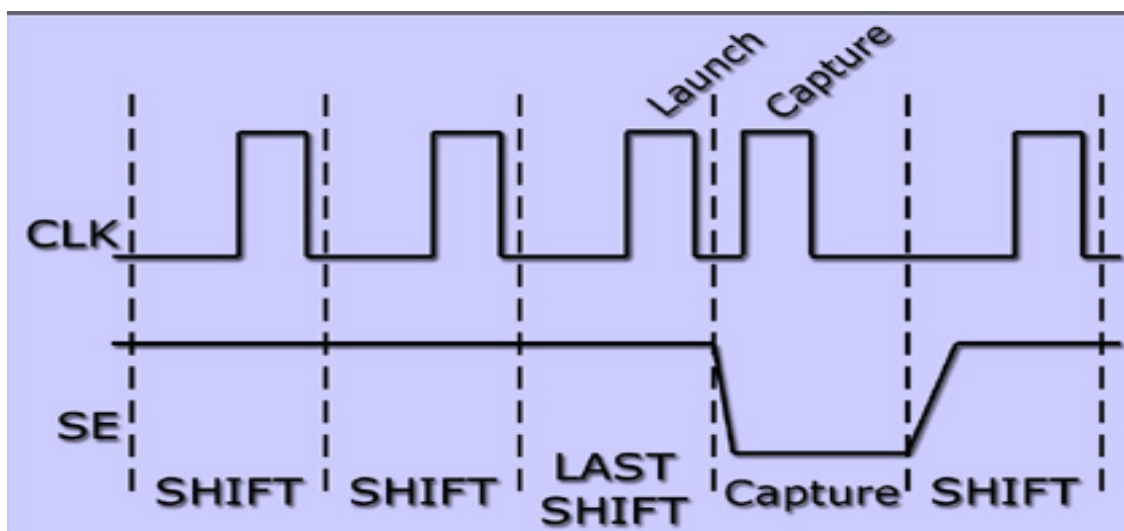 Launch
Capture
CLK
SE
SHIFT
SHIFT
LAST
SHIFT
Capture
SHIFT